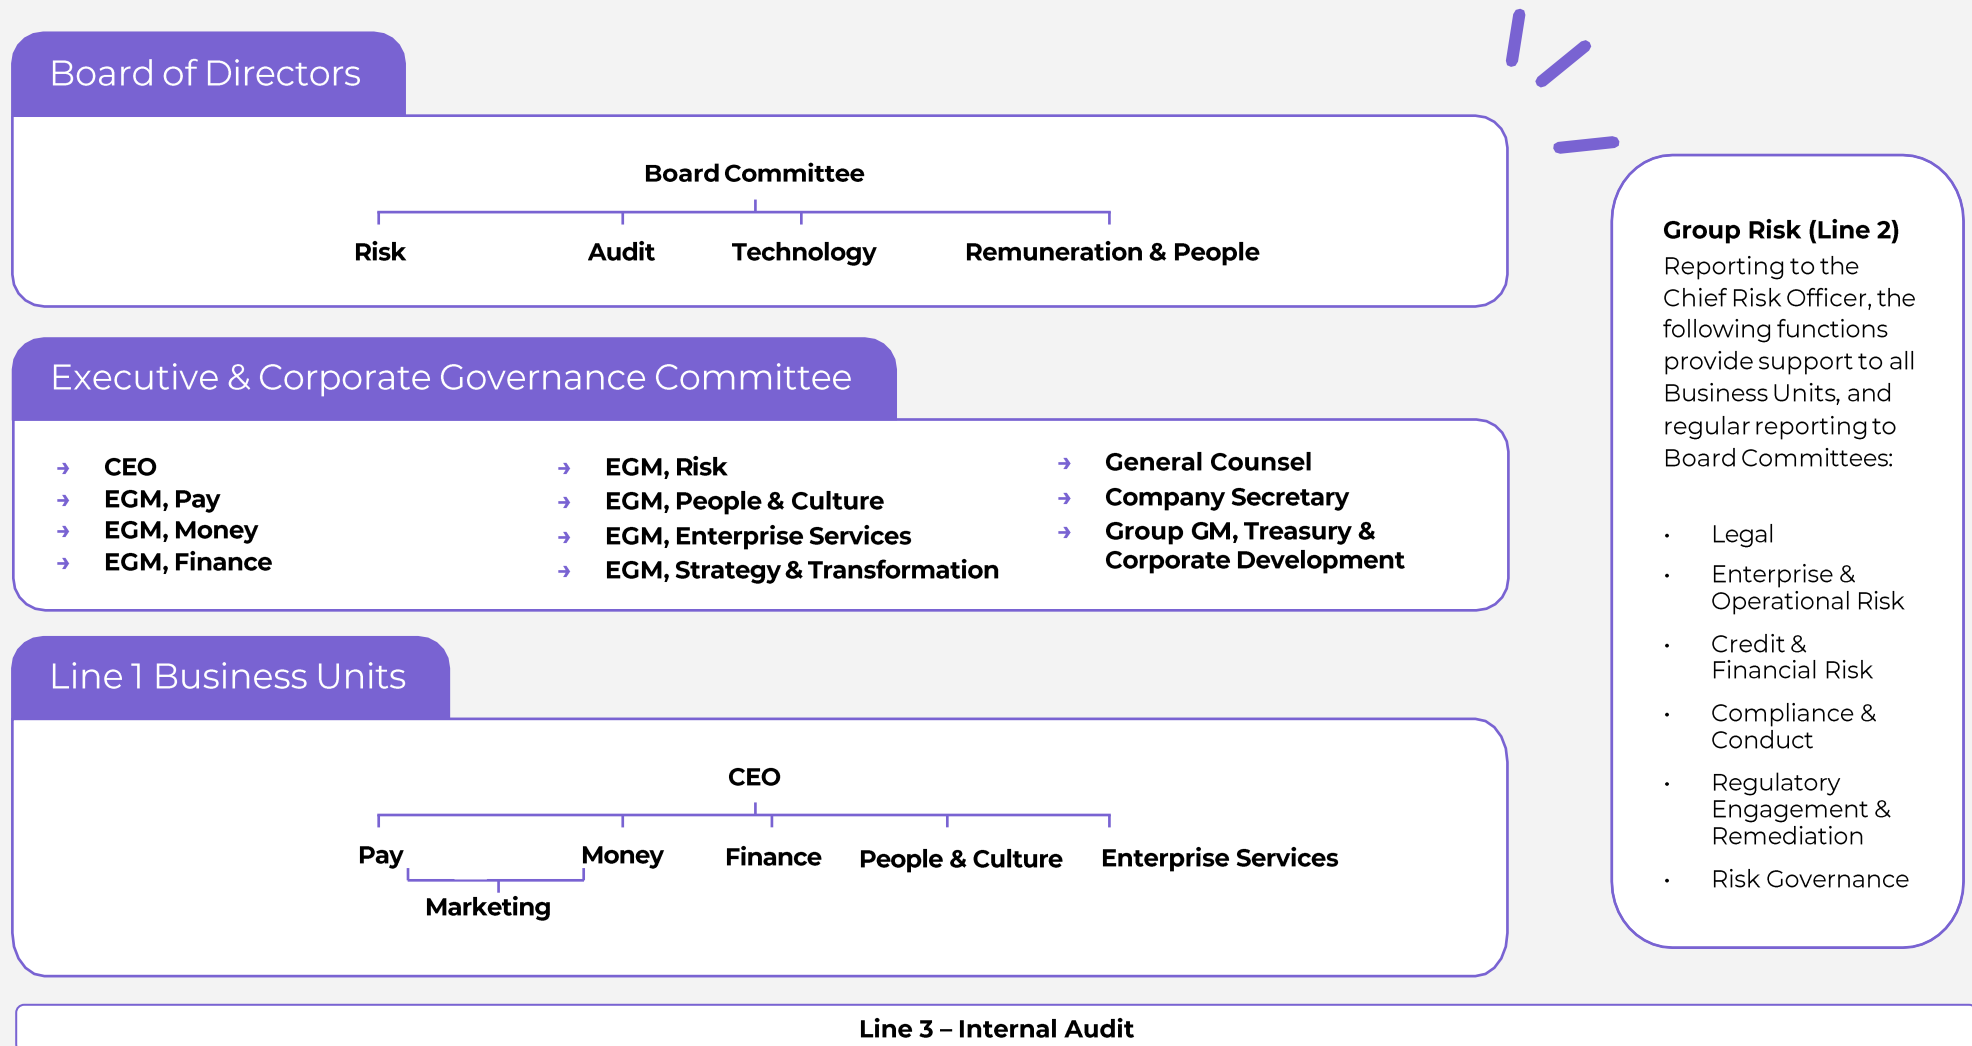 Board of Directors
Board Committee
Risk
Audit
Technology
Remuneration & People
Executive & Corporate Governance Committee
→ CEO
→ EGM, Pay
→ EGM, Money
→ EGM, Finance
→ EGM, Risk
→ EGM, People & Culture
→ EGM, Enterprise Services
→ EGM, Strategy & Transformation
→ General Counsel
→ Company Secretary
→ Group GM, Treasury &
Corporate Development
Line 1 Business Units
CEO
Pay
Money
Finance
People & Culture
Enterprise Services
Marketing
Group Risk (Line 2)
Reporting to the
Chief Risk Officer, the
following functions
provide support to all
Business Units, and
regular reporting to
Board Committees:
• Legal
• Enterprise &
Operational Risk
• Credit &
Financial Risk
• Compliance &
Conduct
• Regulatory
Engagement &
Remediation
• Risk Governance
Line 3 – Internal Audit